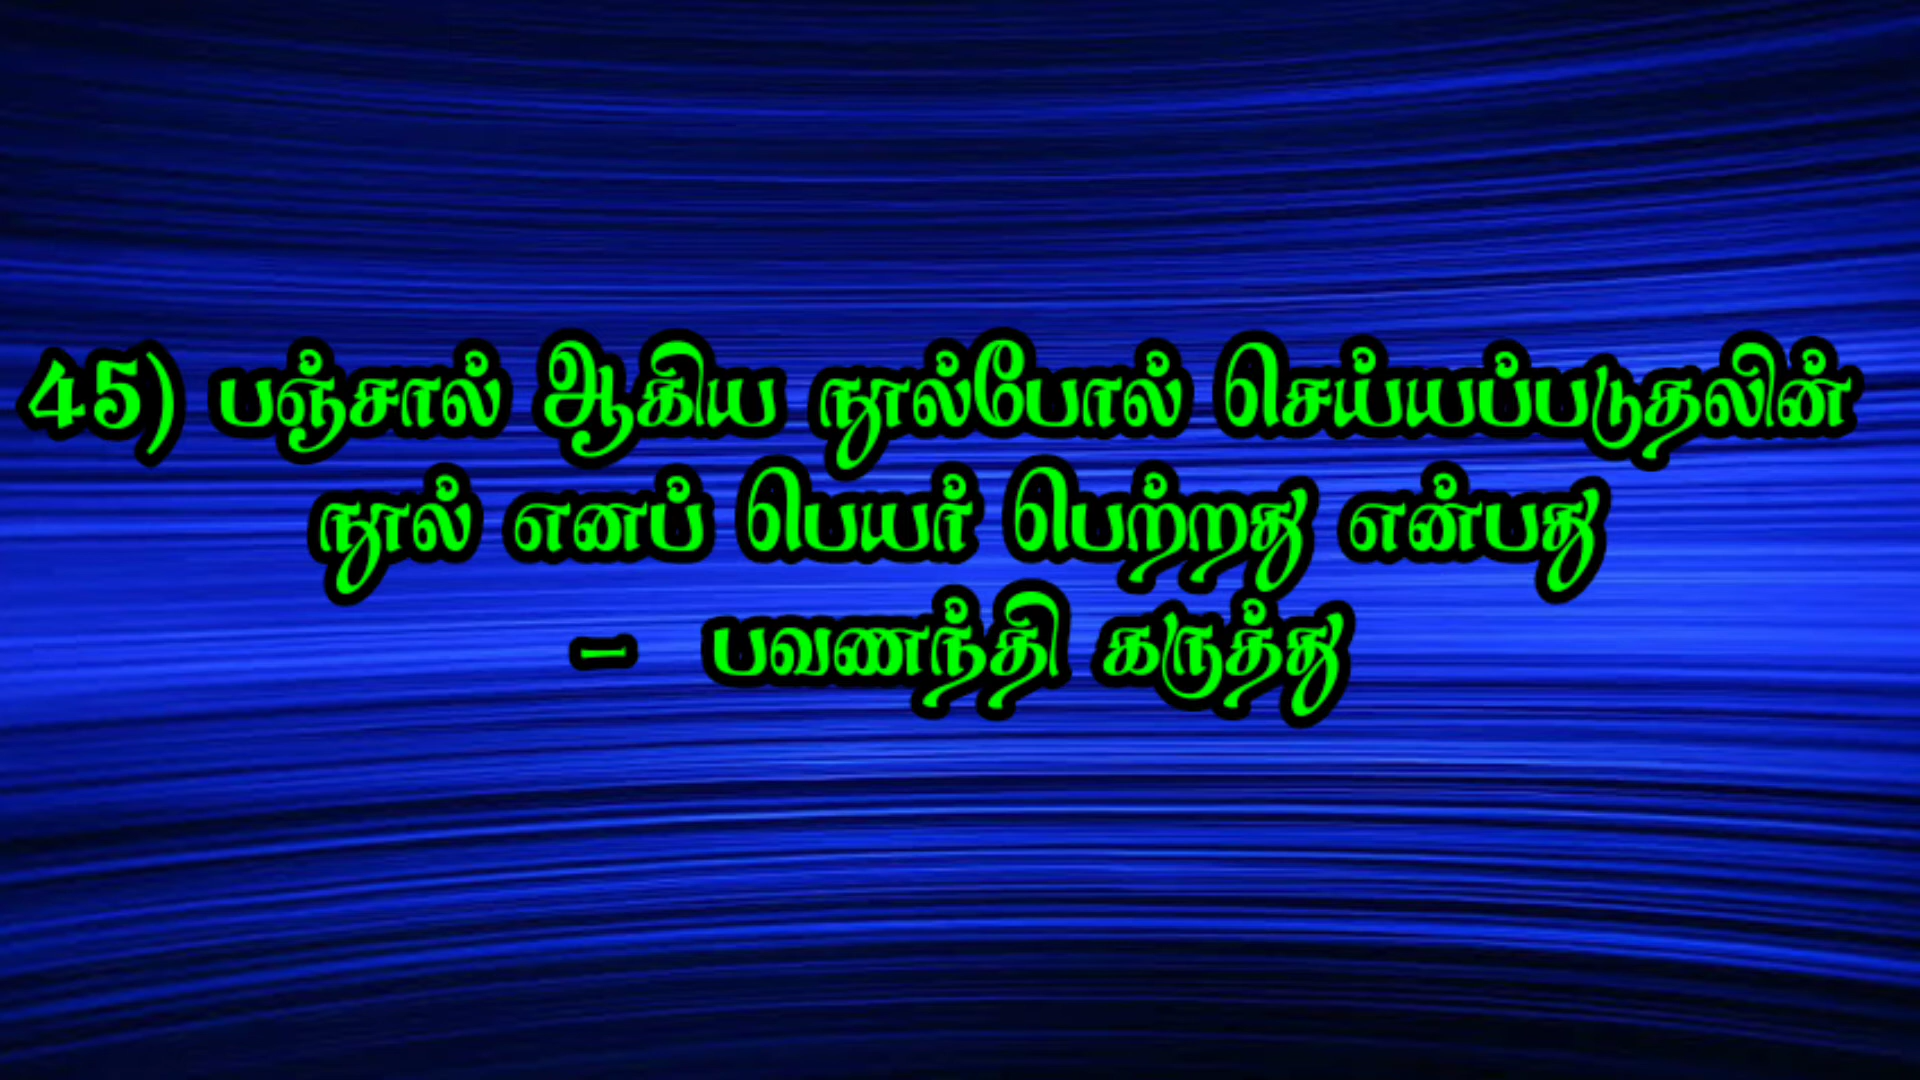 45) பஞ்சால் ஆகிய நூல்போல் செய்யப்படுதலின்
நூல் எனப் பெயர் பெற்றது என்பது
- பவணந்தி கருத்து